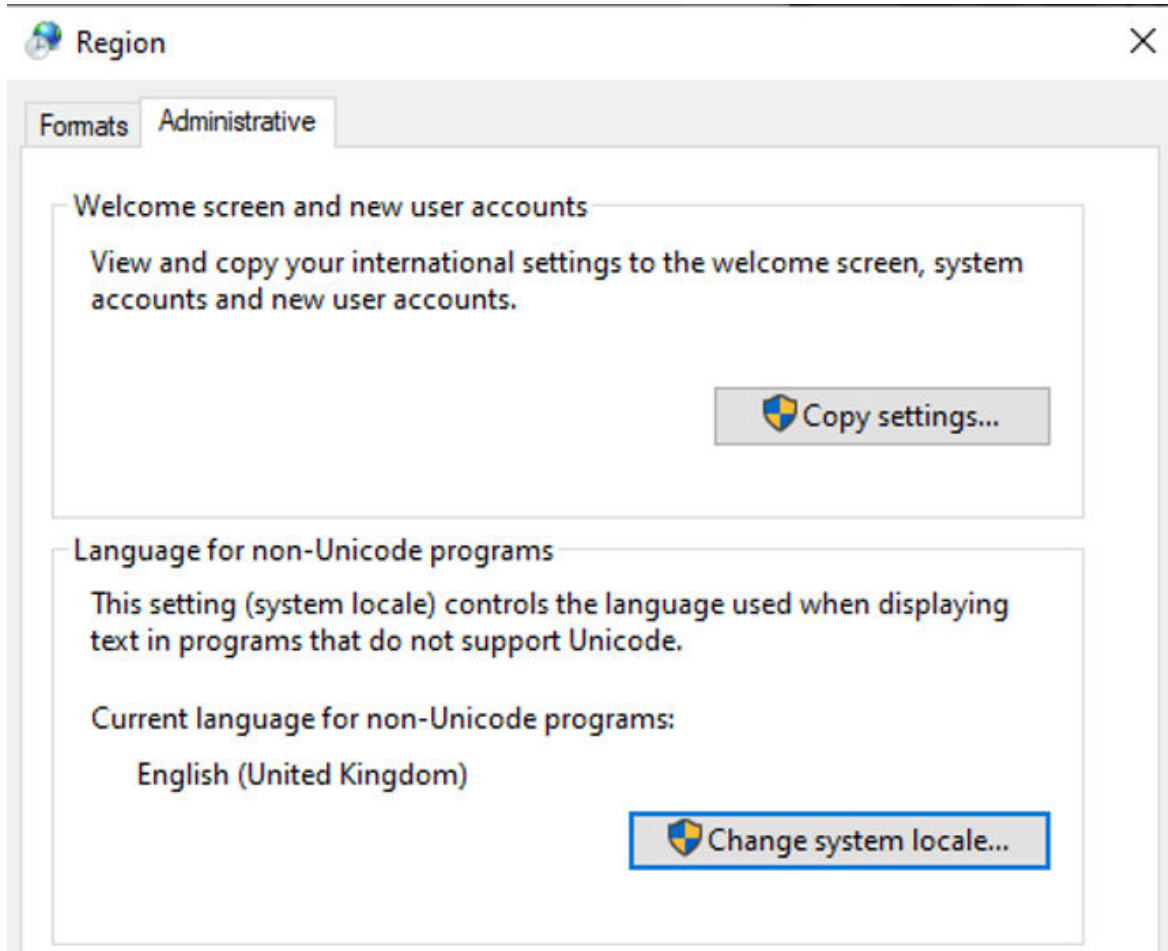 Region
Formats
Administrative
Welcome screen and new user accounts
View and copy your international settings to the welcome screen, system
accounts and new user accounts.
Copy settings...
Language for non-Unicode programs
This setting (system locale) controls the language used when displaying
text in programs that do not support Unicode.
Current language for non-Unicode programs:
English (United Kingdom)
Change system locale...